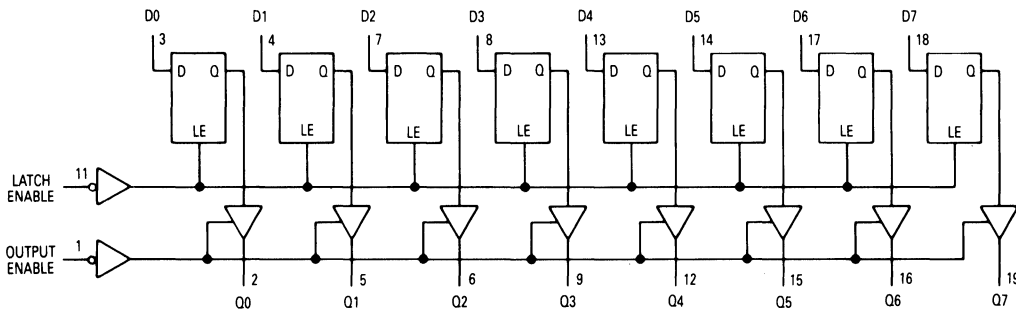 D0 D1 D2 D3 D4 D5 D6 D7
3 4 7 8 13 14 17 18
D Q D Q D Q D Q D Q D Q D Q D Q
LE LE LE LE LE LE LE LE
LATCH 11
ENABLE
OUTPUT 1
ENABLE
2 5 6 9 12 15 16 19
Q0 Q1 Q2 Q3 Q4 Q5 Q6 Q7